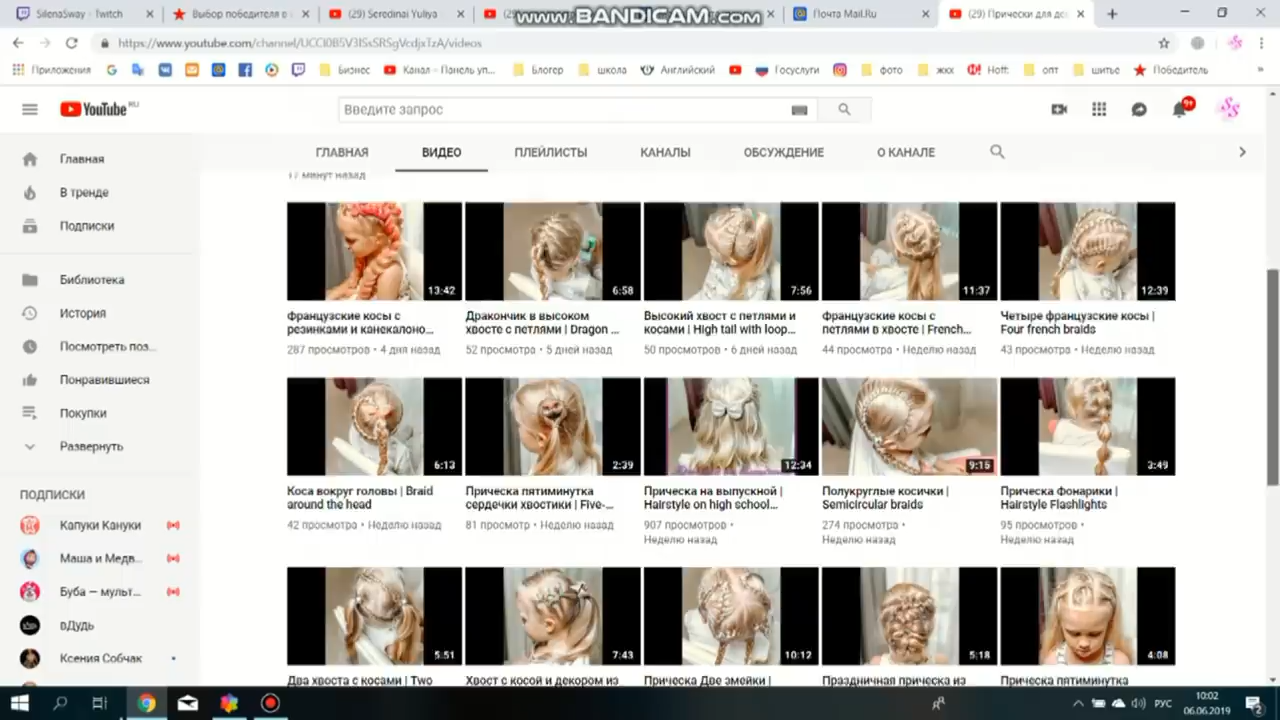 SilenaSway - Twitch
Выбор победителя в
(29) Seredinai Yuliya
(29)
www.BANDICAM.com
Почта Mail.Ru
(29) Прически для до
https://www.youtube.com/channel/
/videos
Приложения
Бизнес
Канал – Панель уп...
Блогер
школа
Английский
Госуслуги
фото
жкх
Hoff:
опт
шитье
Победитель
YouTube RU
Введите запрос
9+
ГЛАВНАЯ
ВИДЕО
ПЛЕЙЛИСТЫ
КАНАЛЫ
ОБСУЖДЕНИЕ
О КАНАЛЕ
17 минут назад
Главная
В тренде
Подписки
Библиотека
История
Посмотреть поз...
Понравившиеся
Покупки
Развернуть
ПОДПИСКИ
Капуки Кануки
Маша и Медв...
Буба — мульт...
вДудь
Ксения Собчак
13:42
6:58
7:56
11:37
12:39
Французские косы с
резинками и канекалоно...
287 просмотров • 4 дня назад
Дракончик в высоком
хвосте с петлями | Dragon ...
52 просмотра • 5 дней назад
Высокий хвост с петлями и
косами | High tail with loop...
50 просмотров • 6 дней назад
Французские косы с
петлями в хвосте | French...
44 просмотра • Неделю назад
Четыре французские косы |
Four french braids
43 просмотра • Неделю назад
6:13
2:39
12:34
9:15
3:49
Коса вокруг головы | Braid
around the head
42 просмотра • Неделю назад
Прическа пятиминутка
сердечки хвостики | Five-...
81 просмотр • Неделю назад
Прическа на выпускной |
Hairstyle on high school...
907 просмотров •
Неделю назад
Полукруглые косички |
Semicircular braids
274 просмотра •
Неделю назад
Прическа Фонарики |
Hairstyle Flashlights
95 просмотров •
Неделю назад
5:51
7:43
10:12
5:18
4:08
Два хвоста с косами | Two
Хвост с косой и декором из
Прическа Две змейки |
Праздничная прическа из
Прическа пятиминутка
РУС
10:02
06.06.2019
2